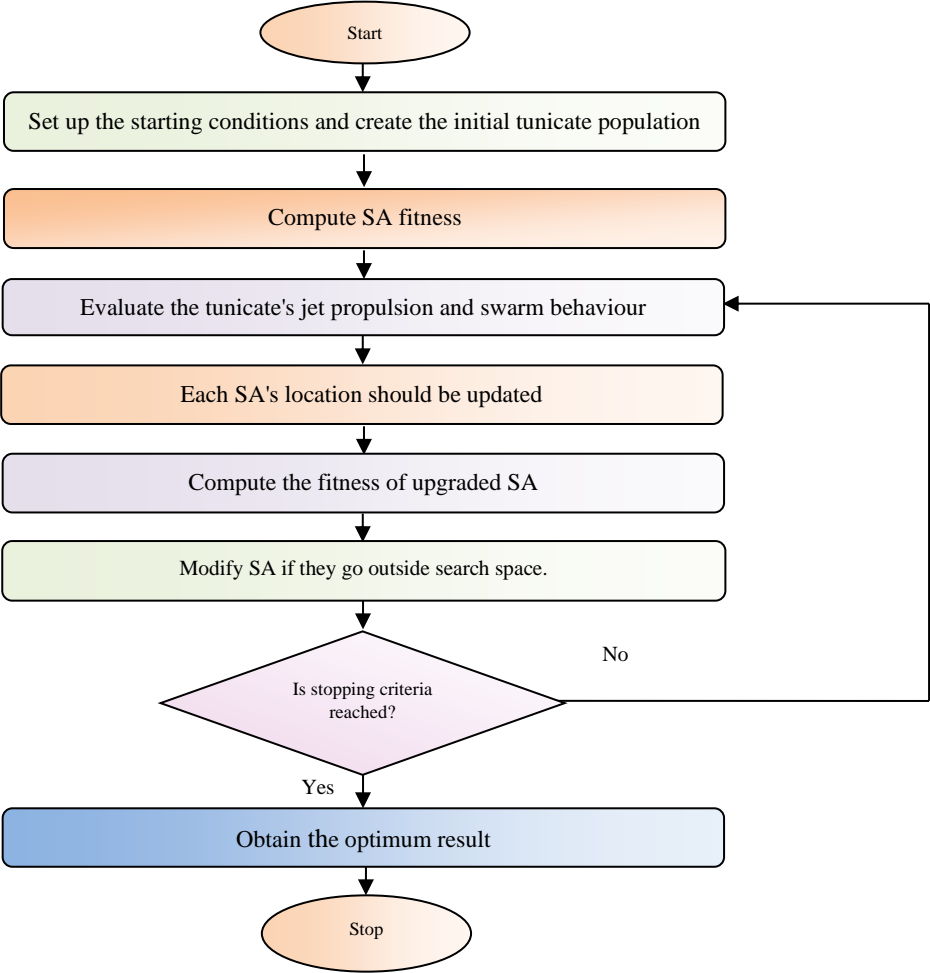 Start
Set up the starting conditions and create the initial tunicate population
Compute SA fitness
Evaluate the tunicate's jet propulsion and swarm behaviour
Each SA's location should be updated
Compute the fitness of upgraded SA
Modify SA if they go outside search space.
No
Is stopping criteria
reached?
Yes
Obtain the optimum result
Stop